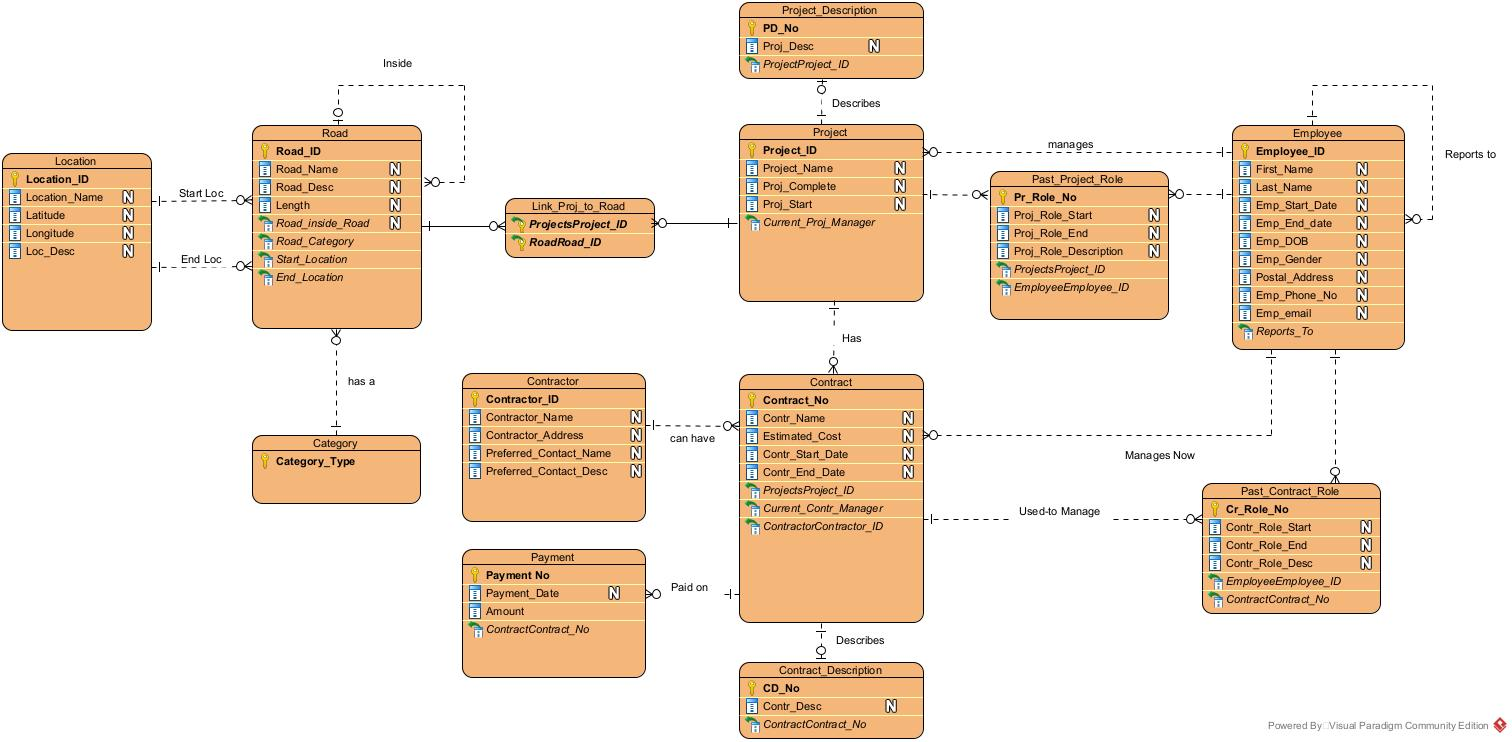 Project_Description
PD_No
Proj_Desc N
ProjectProject_ID
Describes
Inside
Road
Road_ID
Road_Name N
Road_Desc N
Length N
Road_inside_Road N
Road_Category
Start_Location
End_Location
Location
Location_ID
Location_Name N
Latitude N
Longitude N
Loc_Desc N
Start Loc
End Loc
Link_Proj_to_Road
ProjectsProject_ID
RoadRoad_ID
Project
Project_ID
Project_Name N
Proj_Complete N
Proj_Start N
Current_Proj_Manager
manages
Past_Project_Role
Pr_Role_No
Proj_Role_Start N
Proj_Role_End N
Proj_Role_Description N
ProjectsProject_ID
EmployeeEmployee_ID
Employee
Employee_ID
First_Name N
Last_Name N
Emp_Start_Date N
Emp_End_date N
Emp_DOB N
Emp_Gender N
Postal_Address N
Emp_Phone_No N
Emp_email N
Reports_To
Reports to
has a
Category
Category_Type
Has
Contractor
Contractor_ID
Contractor_Name N
Contractor_Address N
Preferred_Contact_Name N
Preferred_Contact_Desc N
can have
Contract
Contract_No
Contr_Name N
Estimated_Cost N
Contr_Start_Date N
Contr_End_Date N
ProjectsProject_ID
Current_Contr_Manager
ContractorContractor_ID
Manages Now
Used-to Manage
Past_Contract_Role
Cr_Role_No
Contr_Role_Start N
Contr_Role_End N
Contr_Role_Desc N
EmployeeEmployee_ID
ContractContract_No
Payment
Payment No
Payment_Date N
Amount
ContractContract_No
Paid on
Describes
Contract_Description
CD_No
Contr_Desc N
ContractContract_No
Powered By Visual Paradigm Community Edition